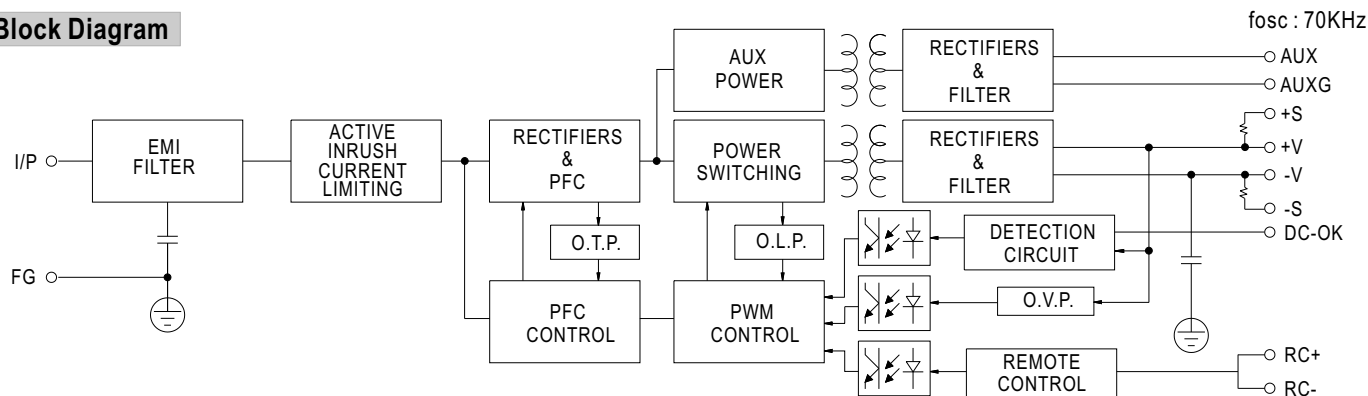 Block Diagram
fosc : 70KHz
AUX
POWER
RECTIFIERS
&
FILTER
AUX
AUXG
I/P
EMI
FILTER
ACTIVE
INRUSH
CURRENT
LIMITING
RECTIFIERS
&
PFC
POWER
SWITCHING
RECTIFIERS
&
FILTER
+S
+V
-V
-S
O.T.P.
O.L.P.
DETECTION
CIRCUIT
DC-OK
FG
PFC
CONTROL
PWM
CONTROL
O.V.P.
REMOTE
CONTROL
RC+
RC-